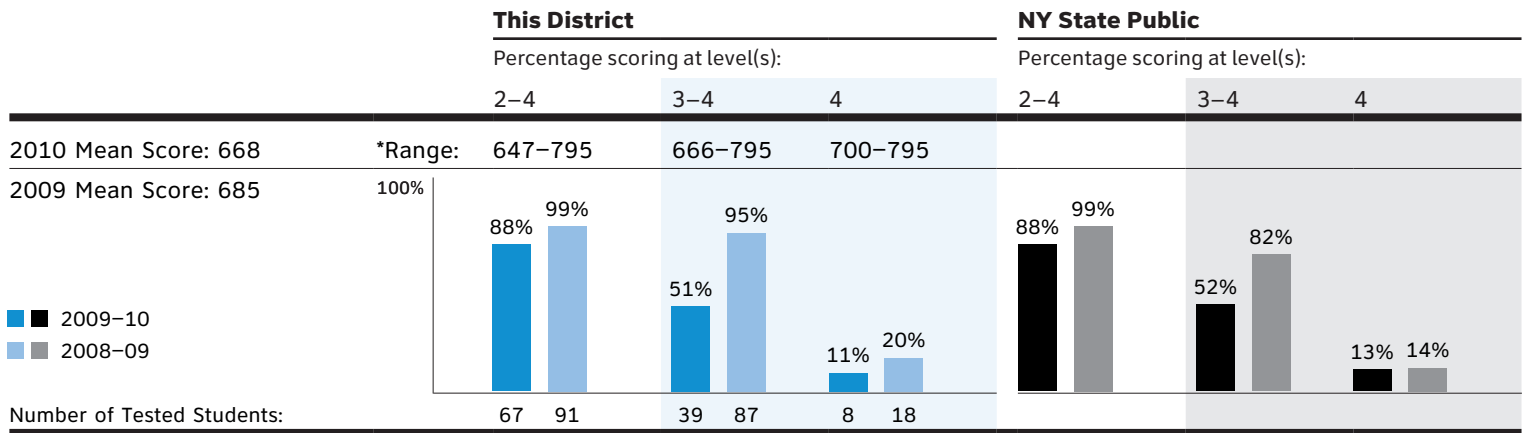 This District NY State Public
Percentage scoring at level(s): Percentage scoring at level(s):
2–4 3–4 4 2–4 3–4 4
2010 Mean Score: 668 *Range: 647–795 666–795 700–795
2009 Mean Score: 685 100%
88% 99% 51% 95% 11% 20% 88% 99% 52% 82% 13% 14%
2009–10
2008–09
Number of Tested Students: 67 91 39 87 8 18